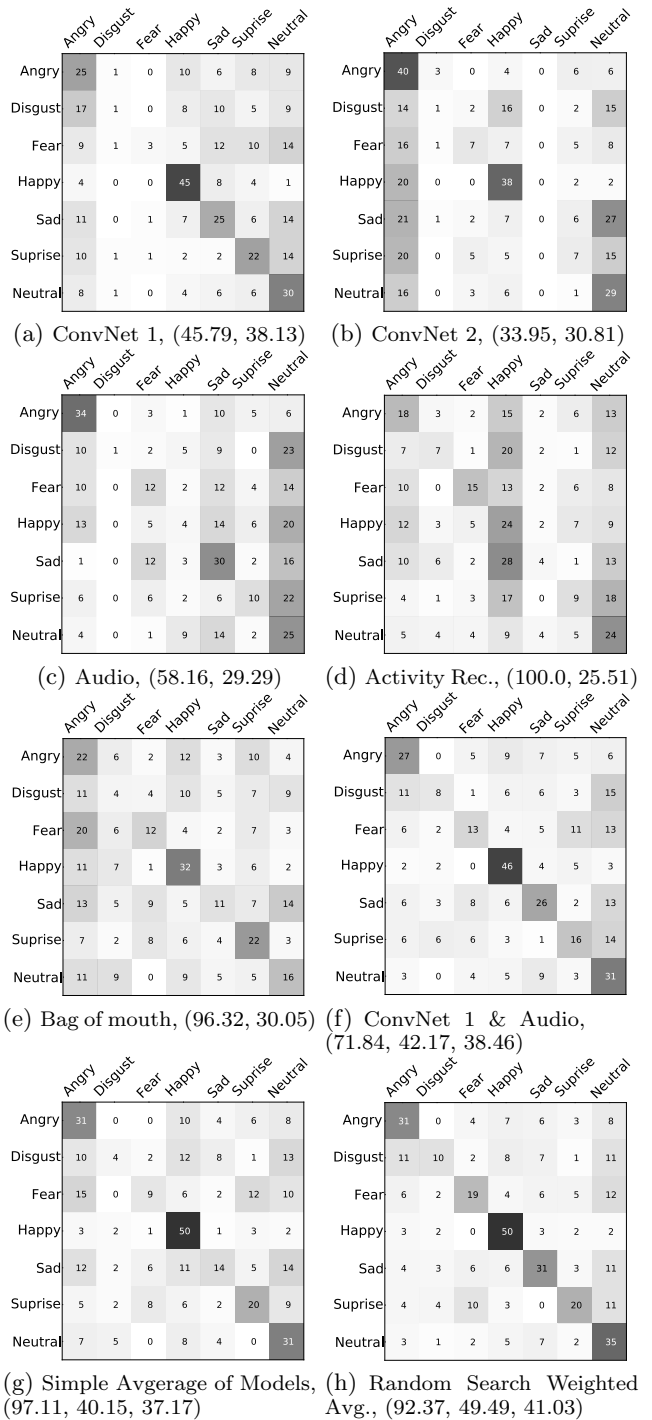 Angry Disgust Fear Happy Sad Suprise Neutral Angry Disgust Fear Happy Sad Suprise Neutral
Angry 25 1 0 10 6 8 9 Angry 40 3 0 4 0 6 6
Disgust 17 1 0 8 10 5 9 Disgust 14 1 2 16 0 2 15
Fear 9 1 3 5 12 10 14 Fear 16 1 7 7 0 5 8
Happy 4 0 0 45 8 4 1 Happy 20 0 0 38 0 2 2
Sad 11 0 1 7 25 6 14 Sad 21 1 2 7 0 6 27
Suprise 10 1 1 2 2 22 14 Suprise 20 0 5 5 0 7 15
Neutral 8 1 0 4 6 6 30 Neutral 16 0 3 6 0 1 29
(a) ConvNet 1, (45.79, 38.13) (b) ConvNet 2, (33.95, 30.81)
Angry Disgust Fear Happy Sad Suprise Neutral Angry Disgust Fear Happy Sad Suprise Neutral
Angry 34 0 3 1 10 5 6 Angry 18 3 2 15 2 6 13
Disgust 10 1 2 5 9 0 23 Disgust 7 7 1 20 2 1 12
Fear 10 0 12 2 12 4 14 Fear 10 0 15 13 2 6 8
Happy 13 0 5 4 14 6 20 Happy 12 3 5 24 2 7 9
Sad 1 0 12 3 30 2 16 Sad 10 6 2 28 4 1 13
Suprise 6 0 6 2 6 10 22 Suprise 4 1 3 17 0 9 18
Neutral 4 0 1 9 14 2 25 Neutral 5 4 4 9 4 5 24
(c) Audio, (58.16, 29.29) (d) Activity Rec., (100.0, 25.51)
Angry Disgust Fear Happy Sad Suprise Neutral Angry Disgust Fear Happy Sad Suprise Neutral
Angry 22 6 2 12 3 10 4 Angry 27 0 5 9 7 5 6
Disgust 11 4 4 10 5 7 9 Disgust 11 8 1 6 6 3 15
Fear 20 6 12 4 2 7 3 Fear 6 2 13 4 5 11 13
Happy 11 7 1 32 3 6 2 Happy 2 2 0 46 4 5 3
Sad 13 5 9 5 11 7 14 Sad 6 3 8 6 26 2 13
Suprise 7 2 8 6 4 22 3 Suprise 6 6 6 3 1 16 14
Neutral 11 9 0 9 5 5 16 Neutral 3 0 4 5 9 3 31
(e) Bag of mouth, (96.32, 30.05) (f) ConvNet 1 & Audio,
(71.84, 42.17, 38.46)
Angry Disgust Fear Happy Sad Suprise Neutral Angry Disgust Fear Happy Sad Suprise Neutral
Angry 31 0 0 10 4 6 8 Angry 31 0 4 7 6 3 8
Disgust 10 4 2 12 8 1 13 Disgust 11 10 2 8 7 1 11
Fear 15 0 9 6 2 12 10 Fear 6 2 19 4 6 5 12
Happy 3 2 1 50 1 3 2 Happy 3 2 0 50 3 2 2
Sad 12 2 6 11 14 5 14 Sad 4 3 6 6 31 3 11
Suprise 5 2 8 6 2 20 9 Suprise 4 4 10 3 0 20 11
Neutral 7 5 0 8 4 0 31 Neutral 3 1 2 5 7 2 35
(g) Simple Avgerage of Models, (h) Random Search Weighted
(97.11, 40.15, 37.17) Avg., (92.37, 49.49, 41.03)